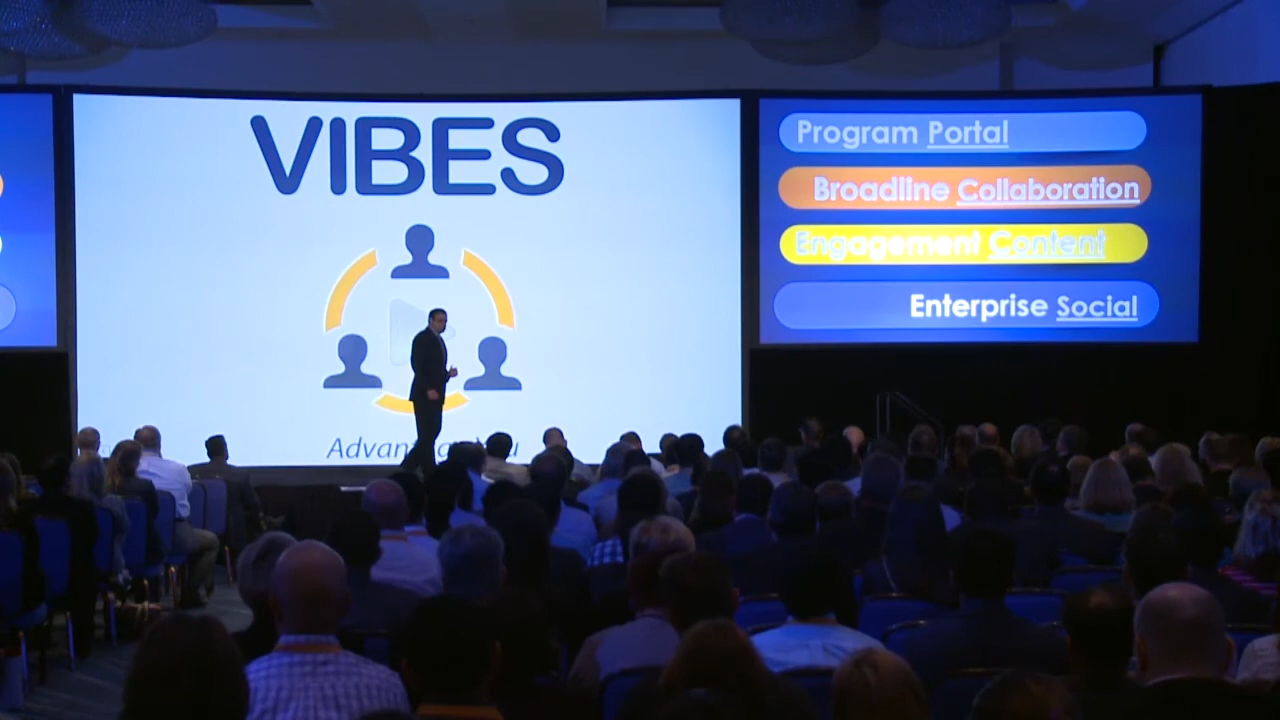 VIBES
Program Portal
Broadline Collaboration
Engagement Content
Enterprise Social